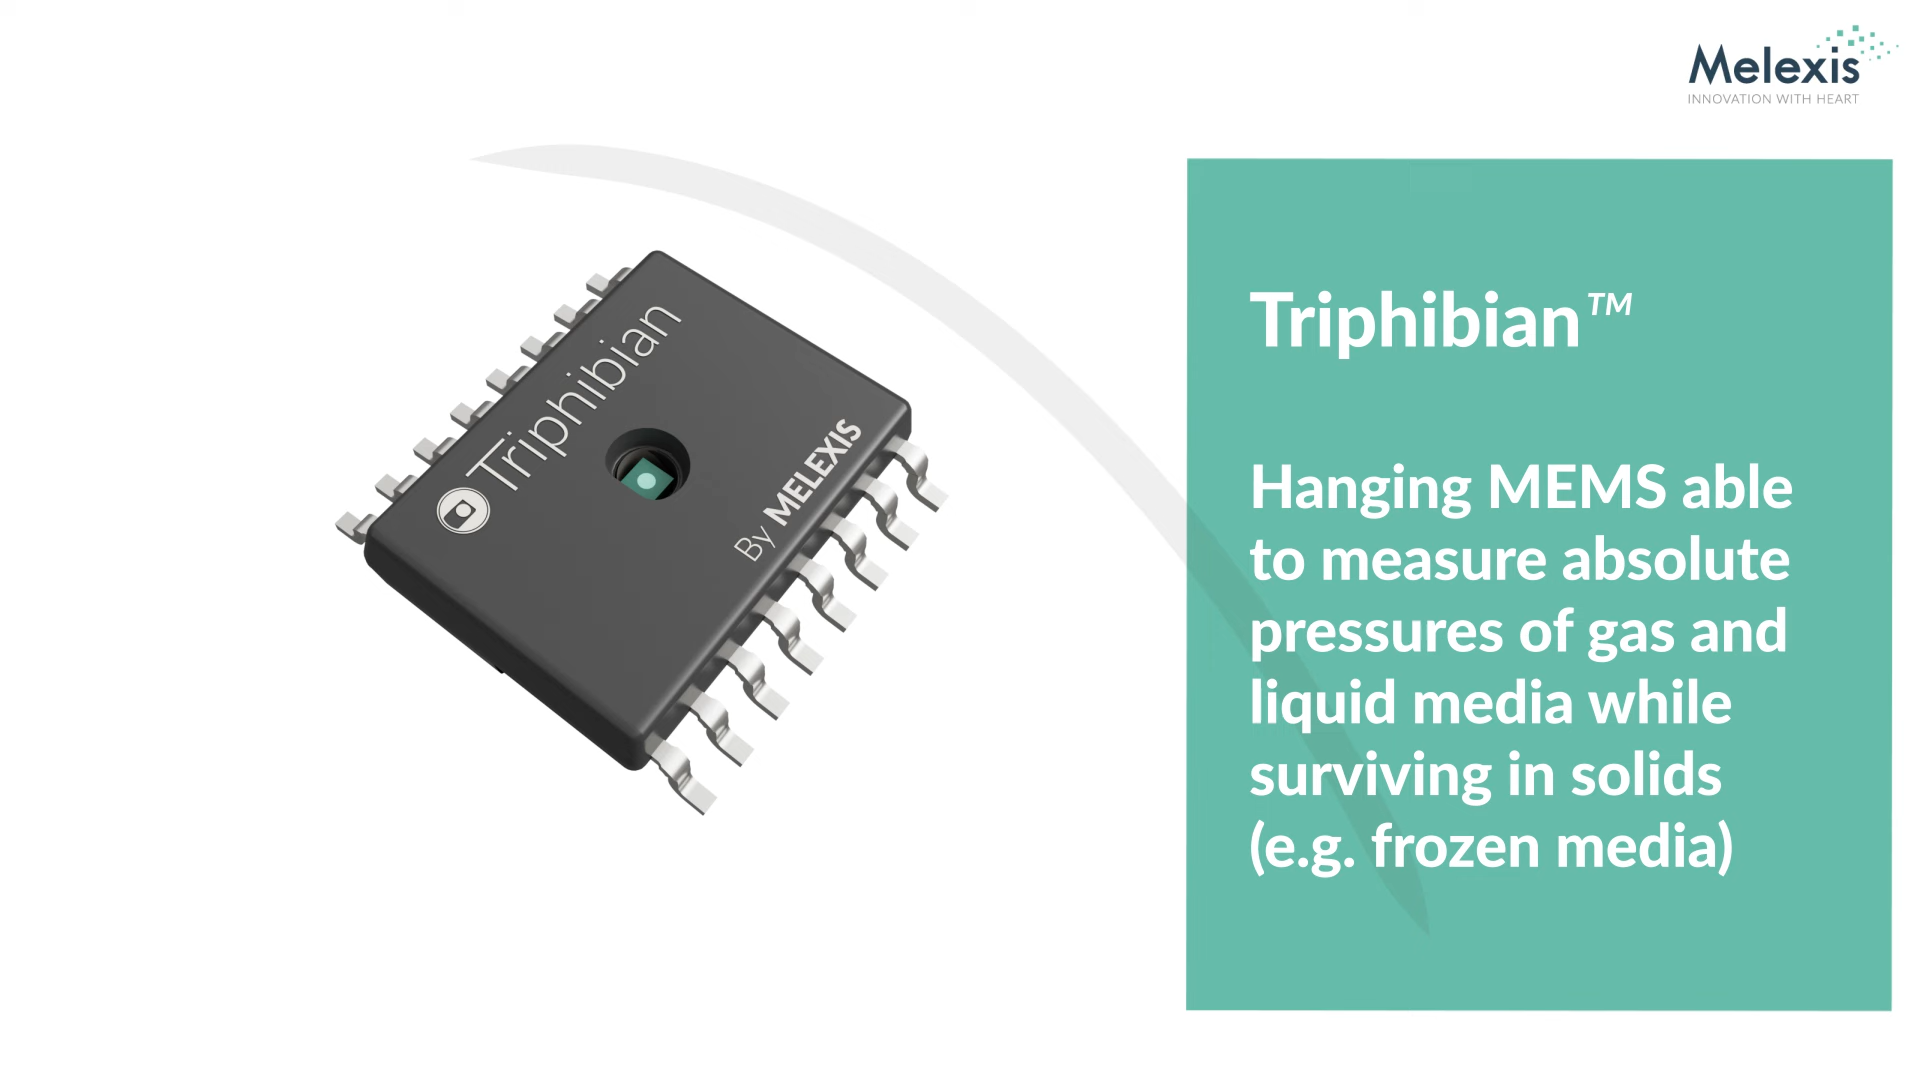 Melexis
INNOVATION WITH HEART
Triphibian
By MELEXIS
Triphibian™
Hanging MEMS able
to measure absolute
pressures of gas and
liquid media while
surviving in solids
(e.g. frozen media)